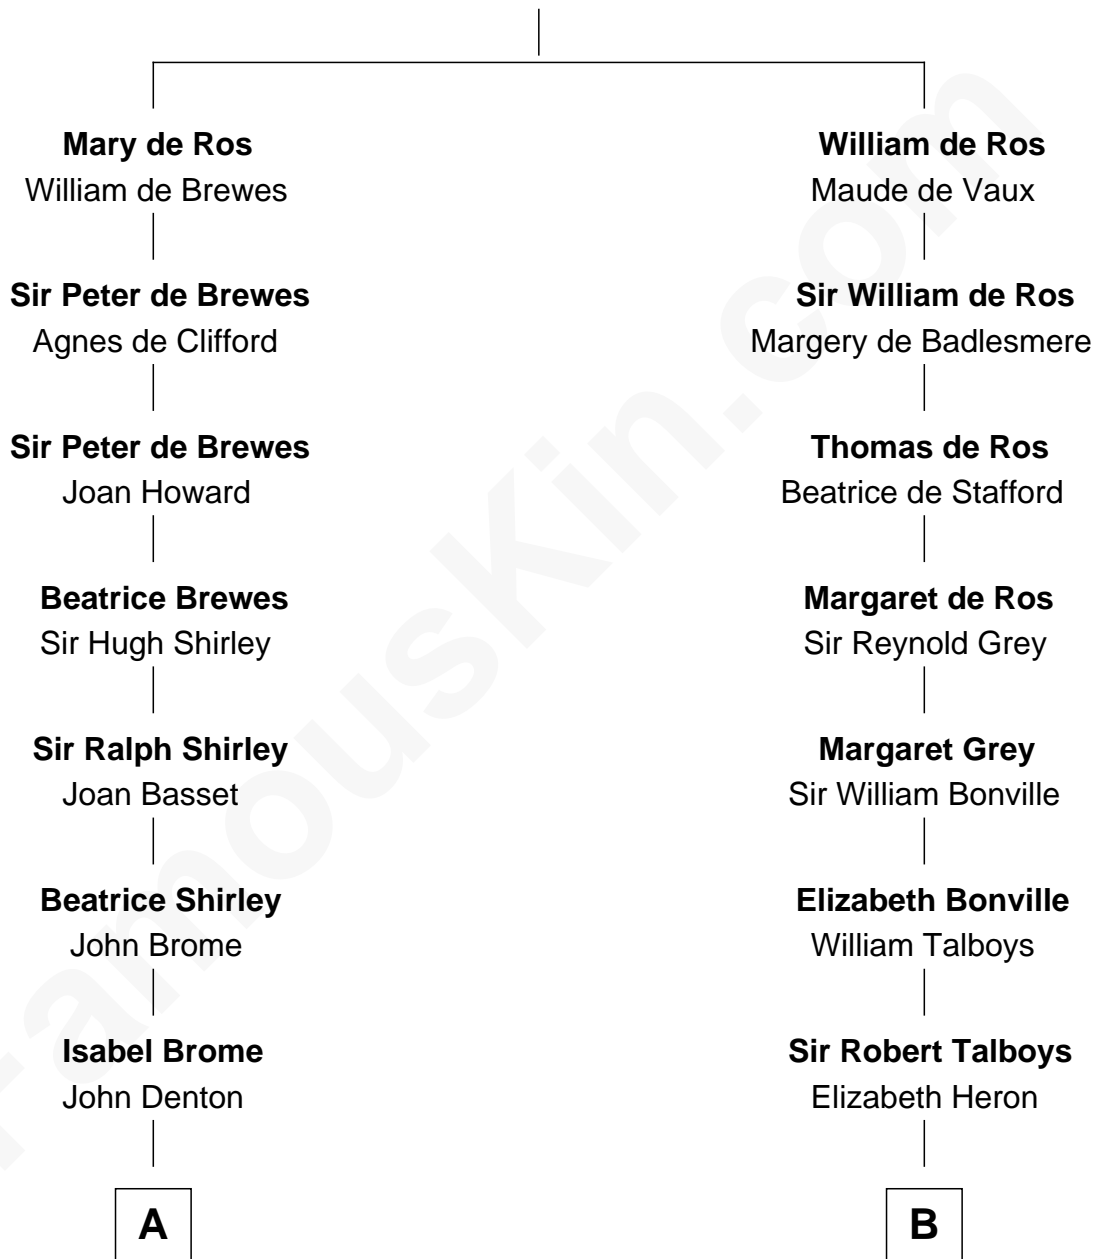 Mary de Ros
William de Brewes
Sir Peter de Brewes
Agnes de Clifford
Sir Peter de Brewes
Joan Howard
Beatrice Brewes
Sir Hugh Shirley
Sir Ralph Shirley
Joan Basset
Beatrice Shirley
John Brome
Isabel Brome
John Denton
A
William de Ros
Maude de Vaux
Sir William de Ros
Margery de Badlesmere
Thomas de Ros
Beatrice de Stafford
Margaret de Ros
Sir Reynold Grey
Margaret Grey
Sir William Bonville
Elizabeth Bonville
William Talboys
Sir Robert Talboys
Elizabeth Heron
B
FamousKin.com